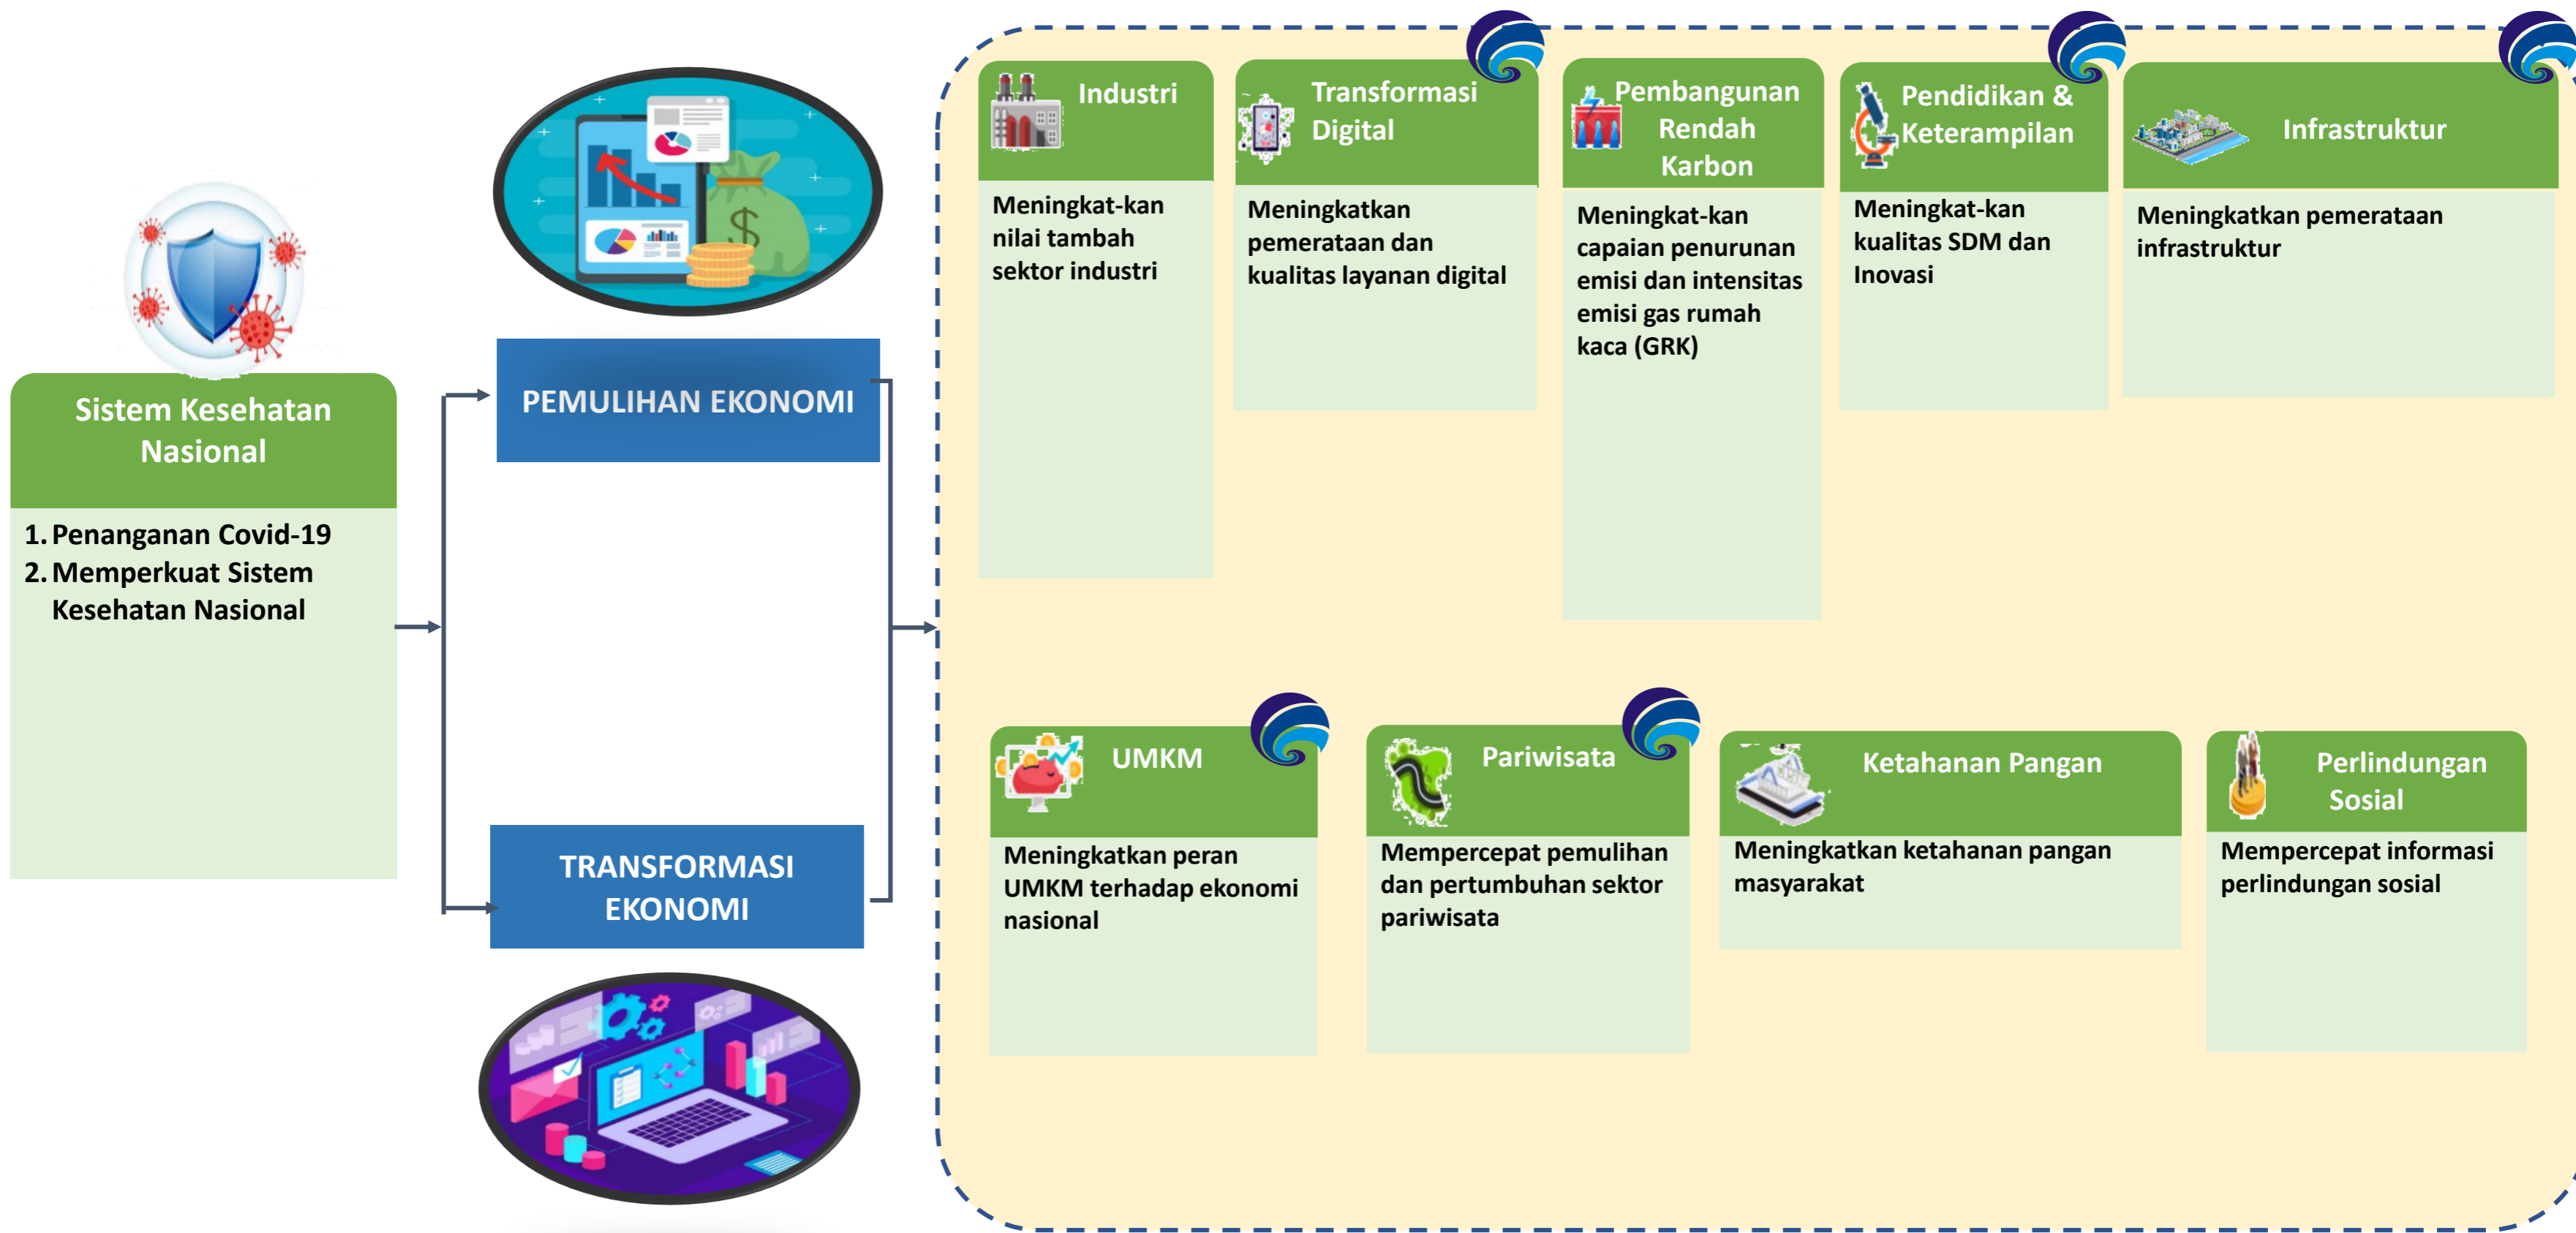 Sistem Kesehatan
Nasional
1. Penanganan Covid-19
2. Memperkuat Sistem
Kesehatan Nasional
PEMULIHAN EKONOMI
TRANSFORMASI
EKONOMI
Industri
Meningkat-kan
nilai tambah
sektor industri
Transformasi
Digital
Meningkatkan
pemerataan dan
kualitas layanan digital
Pembangunan
Rendah
Karbon
Meningkat-kan
capaian penurunan
emisi dan intensitas
emisi gas rumah
kaca (GRK)
Pendidikan &
Keterampilan
Meningkat-kan
kualitas SDM dan
Inovasi
Infrastruktur
Meningkatkan pemerataan
infrastruktur
UMKM
Meningkatkan peran
UMKM terhadap ekonomi
nasional
Pariwisata
Mempercepat pemulihan
dan pertumbuhan sektor
pariwisata
Ketahanan Pangan
Meningkatkan ketahanan pangan
masyarakat
Perlindungan
Sosial
Mempercepat informasi
perlindungan sosial